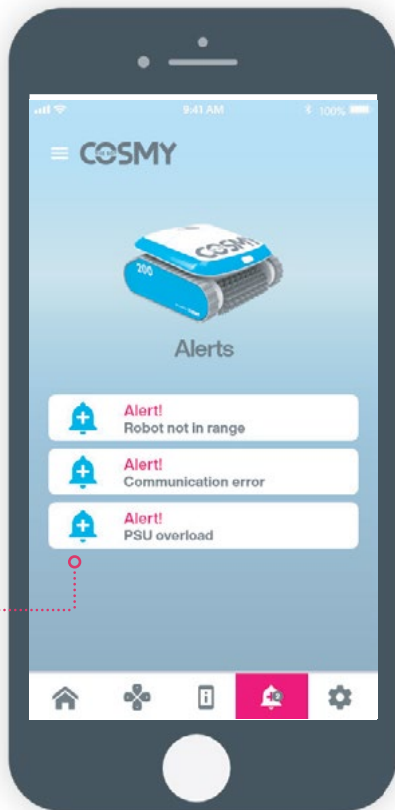 9:41 AM
100%
COSMY
200
COSMY
Alerts
Alert!
Robot not in range
Alert!
Communication error
Alert!
PSU overload